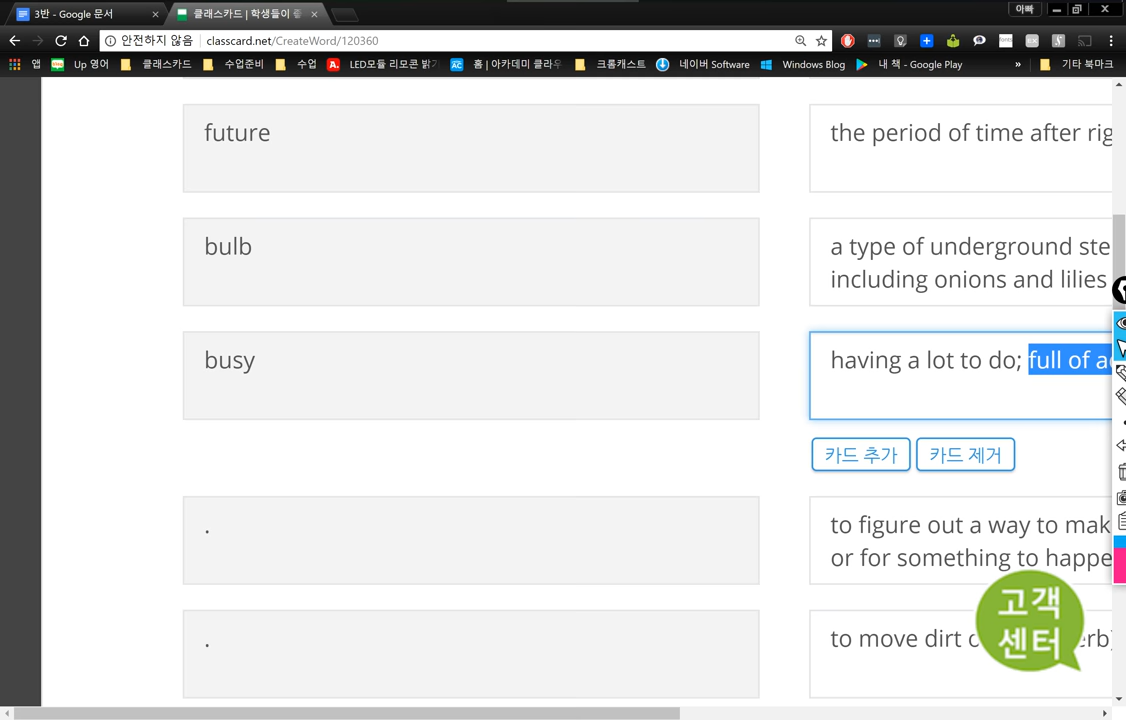 3반 - Google 문서
클래스카드 | 학생들이 좋
아빠
안전하지 않음
classcard.net/CreateWord/120360
앱
Up 영어
클래스카드
수업준비
수업
LED모듈 리모콘 밝기
홈 | 아카데미 클라우
크롬캐스트
네이버 Software
Windows Blog
내 책 - Google Play
»
기타 북마크
future
the period of time after rig
bulb
a type of underground ste
including onions and lilies
busy
having a lot to do; full of ac
카드 추가
카드 제거
.
to figure out a way to mak
or for something to happe
.
to move dirt
erb)
고객
센터